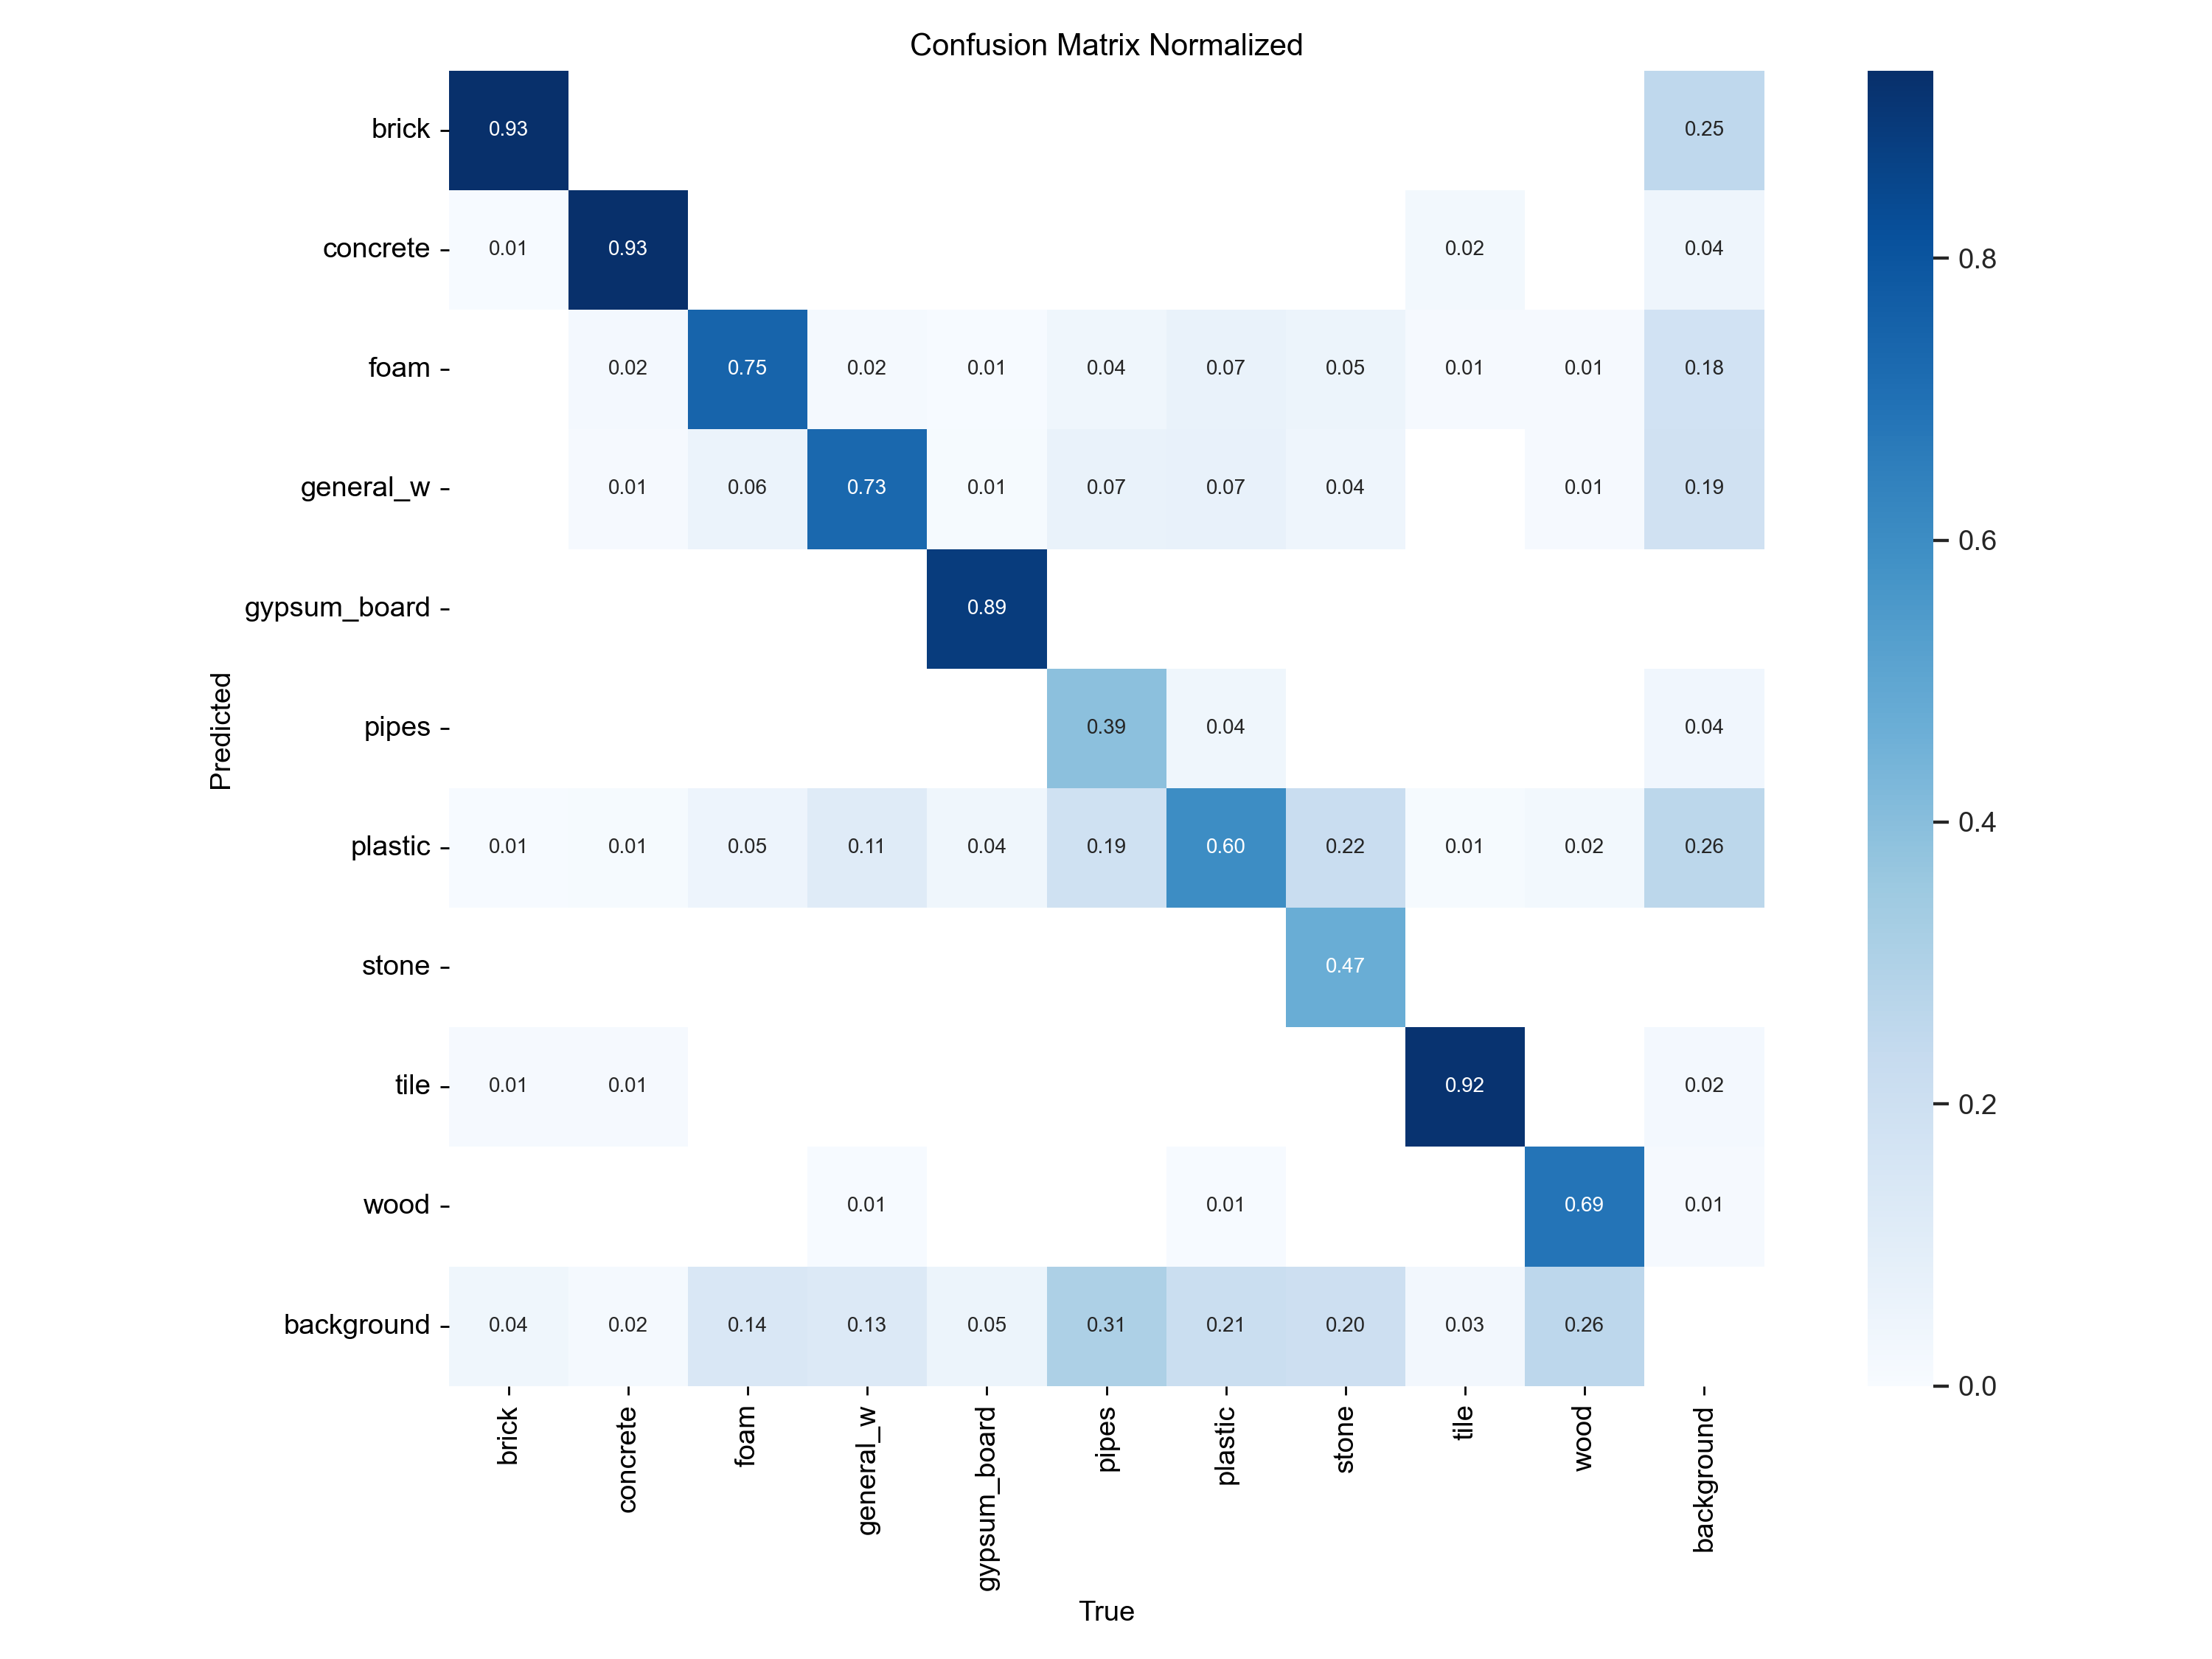 Confusion Matrix Normalized
brick 0.93 0.25
concrete 0.01 0.93 0.02 0.04
foam 0.02 0.75 0.02 0.01 0.04 0.07 0.05 0.01 0.01 0.18
general_w 0.01 0.06 0.73 0.01 0.07 0.07 0.04 0.01 0.19
gypsum_board 0.89
pipes 0.39 0.04 0.04
plastic 0.01 0.01 0.05 0.11 0.04 0.19 0.60 0.22 0.01 0.02 0.26
stone 0.47
tile 0.01 0.01 0.92 0.02
wood 0.01 0.01 0.69 0.01
background 0.04 0.02 0.14 0.13 0.05 0.31 0.21 0.20 0.03 0.26
Predicted
brick concrete foam general_w gypsum_board pipes plastic stone tile wood background
True
0.8
0.6
0.4
0.2
0.0